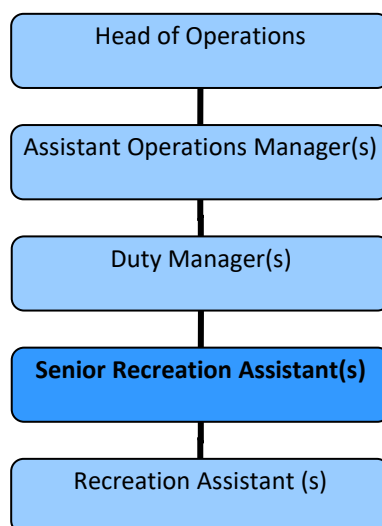 Head of Operations
Assistant Operations Manager(s)
Duty Manager(s)
Senior Recreation Assistant(s)
Recreation Assistant (s)